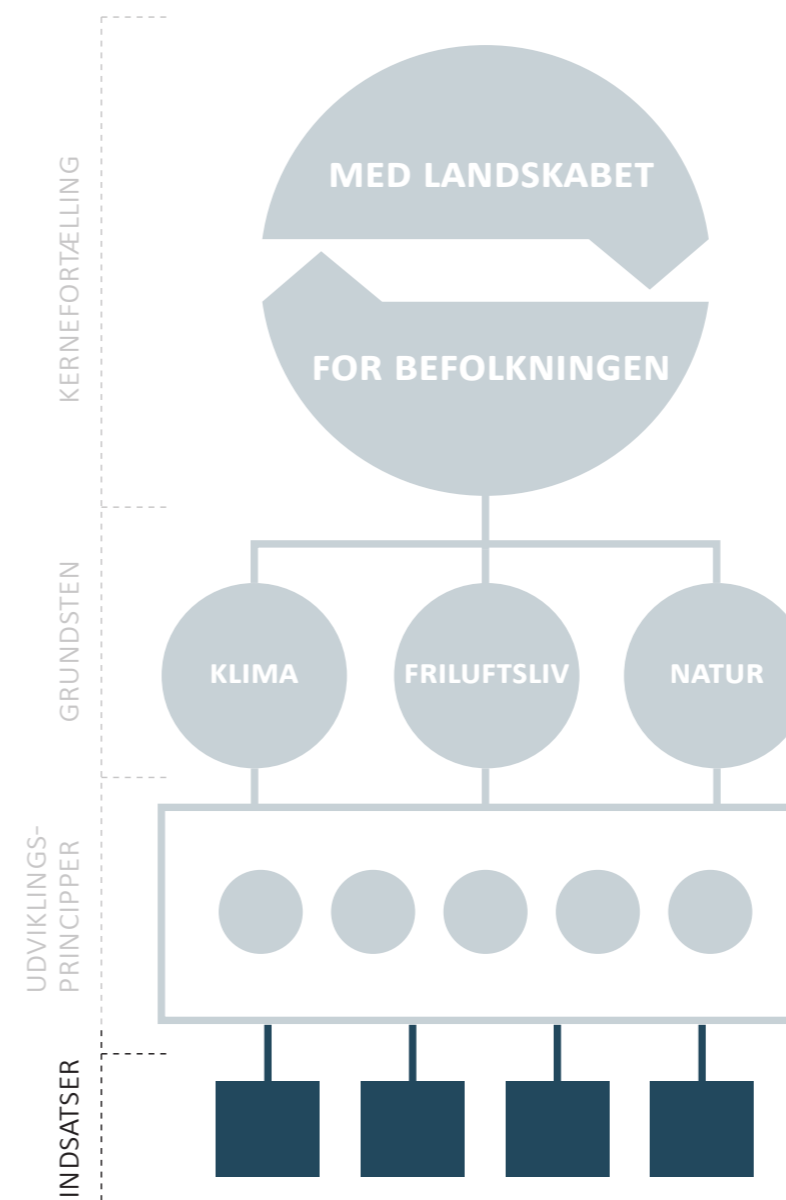 KERNEFORTÆLLING
MED LANDSKABET
FOR BEFOLKNINGEN
GRUNDSTEN
KLIMA
FRILUFTSLIV
NATUR
UDVIKLINGS-
PRINCIPPER
INDSATSER